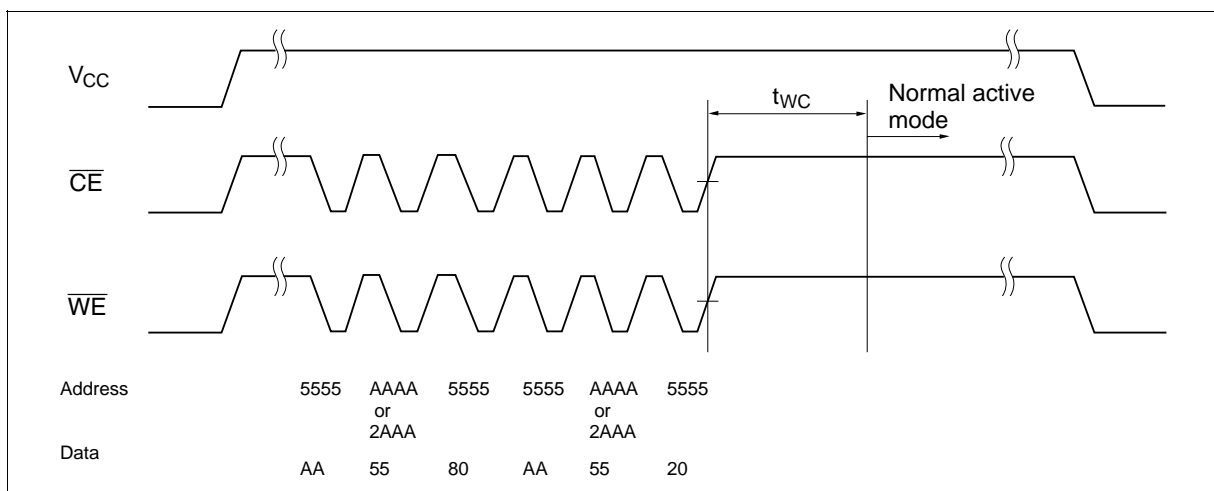 VCC
tWC
Normal active
mode
CE
WE
Address 5555 AAAA 5555 5555 AAAA 5555
or or
2AAA 2AAA
Data
AA 55 80 AA 55 20